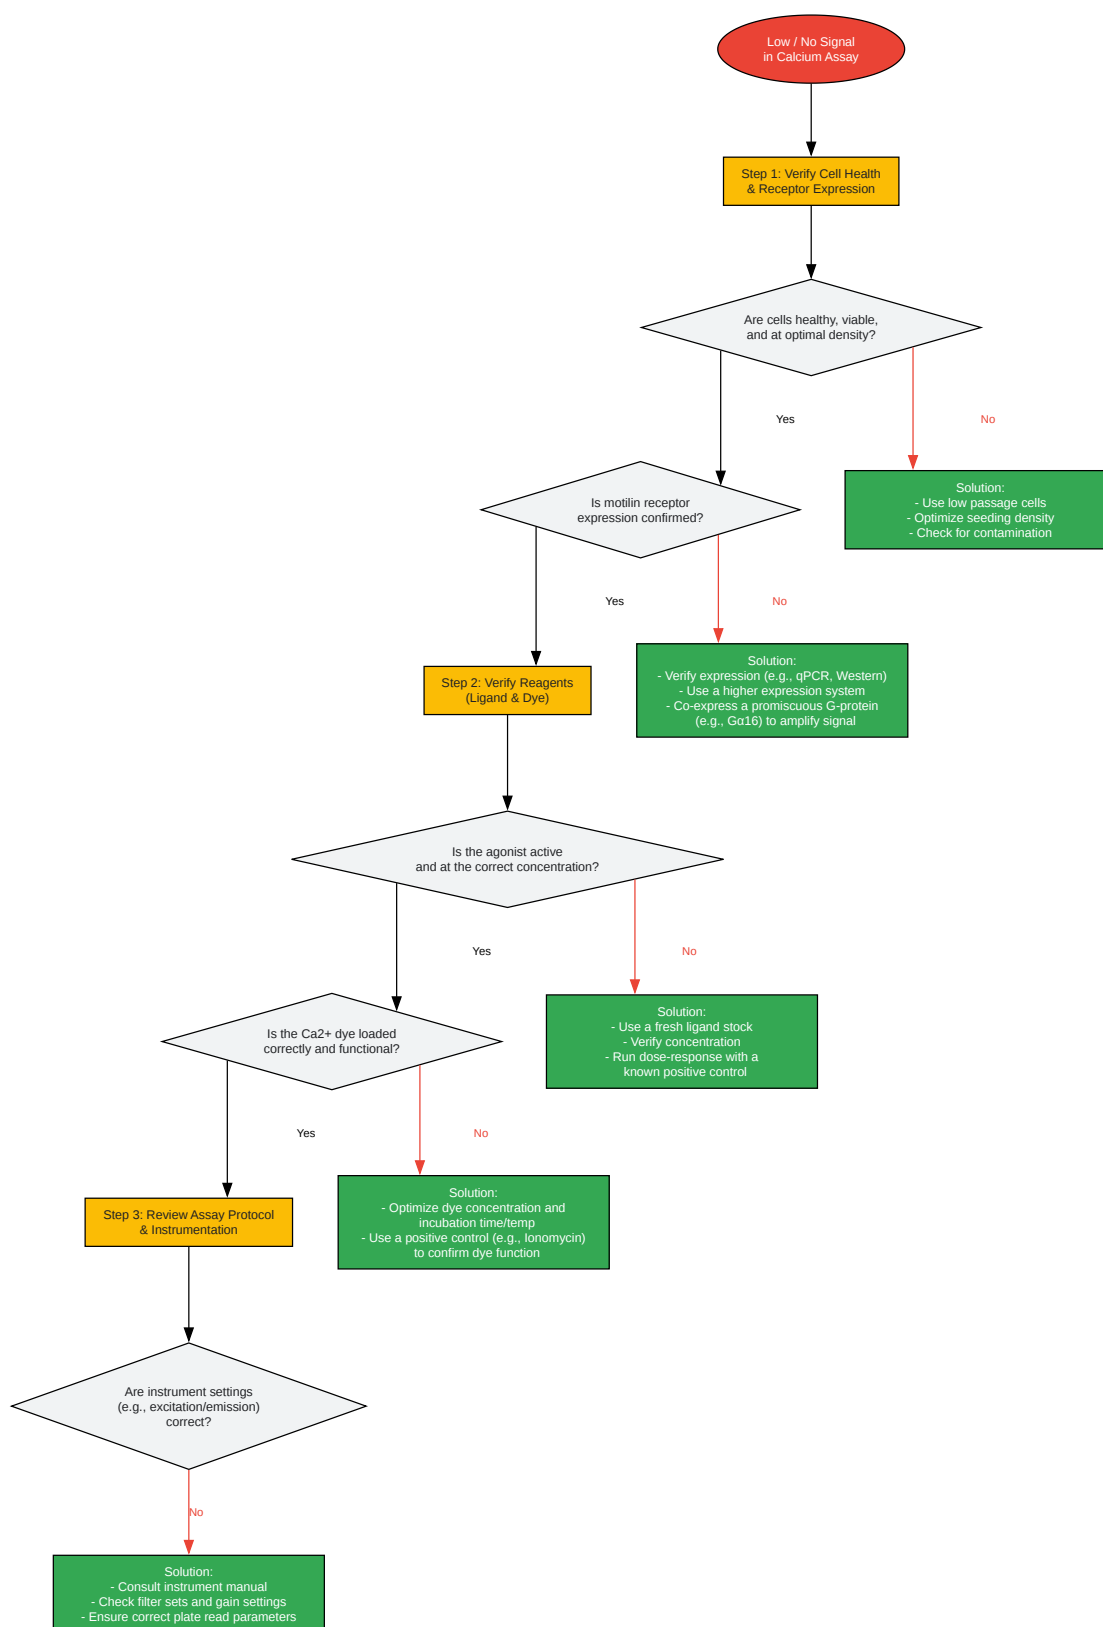 Low / No Signal
in Calcium Assay
Step 1: Verify Cell Health
& Receptor Expression
Are cells healthy, viable,
and at optimal density?
Yes
No
Is motilin receptor
expression confirmed?
Solution:
- Use low passage cells
- Optimize seeding density
- Check for contamination
Yes
No
Step 2: Verify Reagents
(Ligand & Dye)
Solution:
- Verify expression (e.g., qPCR, Western)
- Use a higher expression system
- Co-express a promiscuous G-protein
(e.g., Gα16) to amplify signal
Is the agonist active
and at the correct concentration?
Yes
No
Is the Ca2+ dye loaded
correctly and functional?
Solution:
- Use a fresh ligand stock
- Verify concentration
- Run dose-response with a
known positive control
Yes
No
Step 3: Review Assay Protocol
& Instrumentation
Solution:
- Optimize dye concentration and
incubation time/temp
- Use a positive control (e.g., Ionomycin)
to confirm dye function
Are instrument settings
(e.g., excitation/emission)
correct?
No
Solution:
- Consult instrument manual
- Check filter sets and gain settings
- Ensure correct plate read parameters